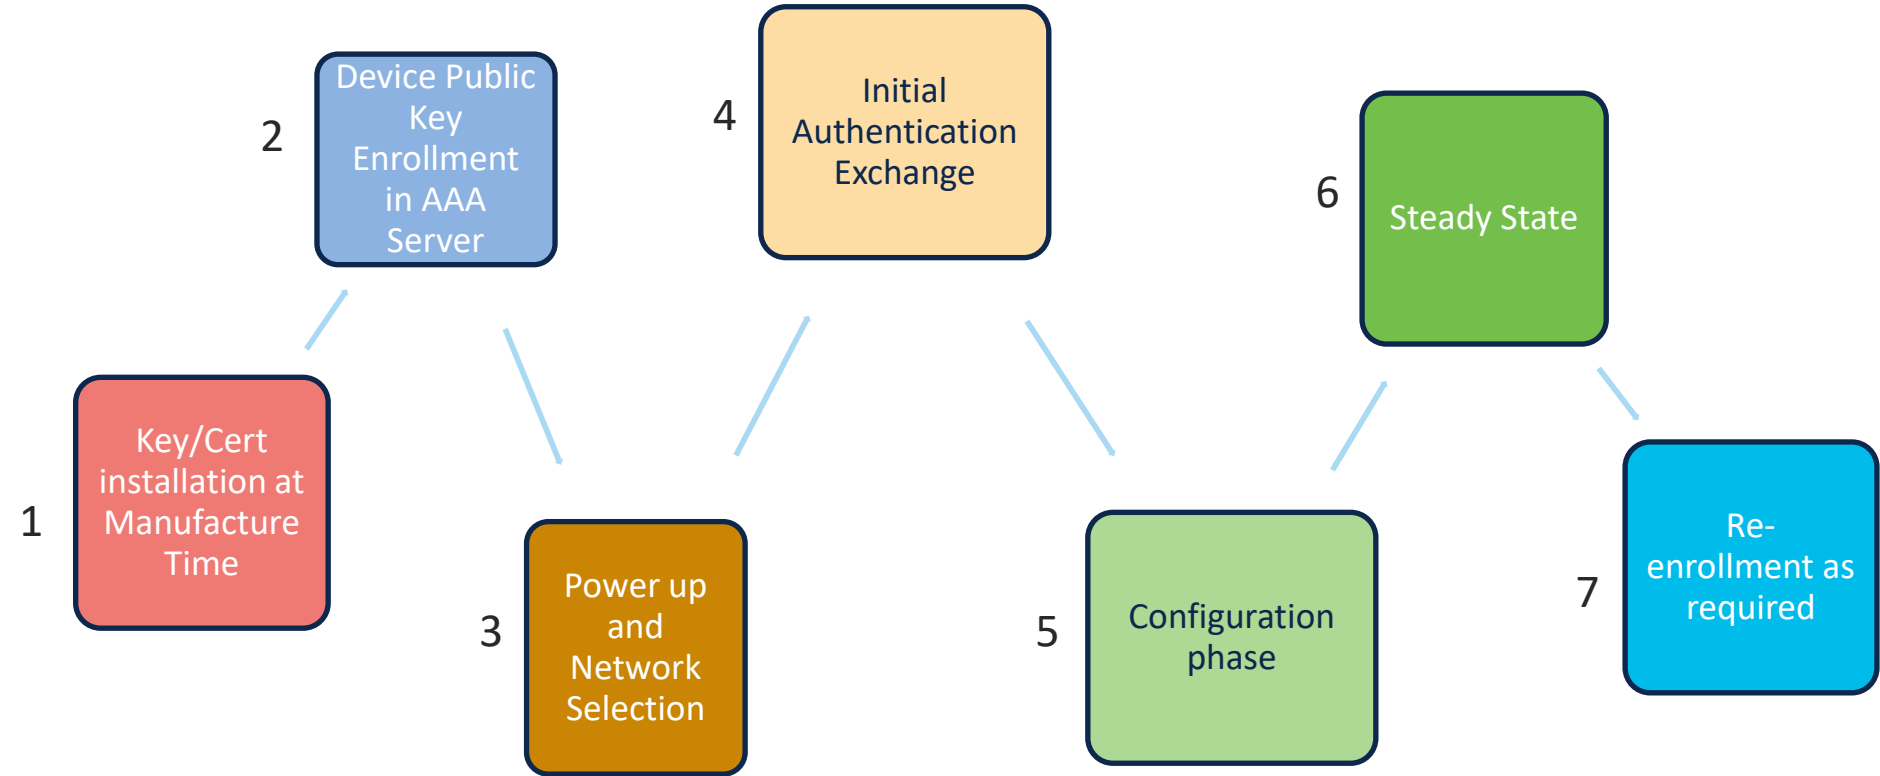 1
Key/Cert
installation at
Manufacture
Time
2
Device Public
Key
Enrollment
in AAA
Server
3
Power up
and
Network
Selection
4
Initial
Authentication
Exchange
5
Configuration
phase
6
Steady State
7
Re-
enrollment as
required